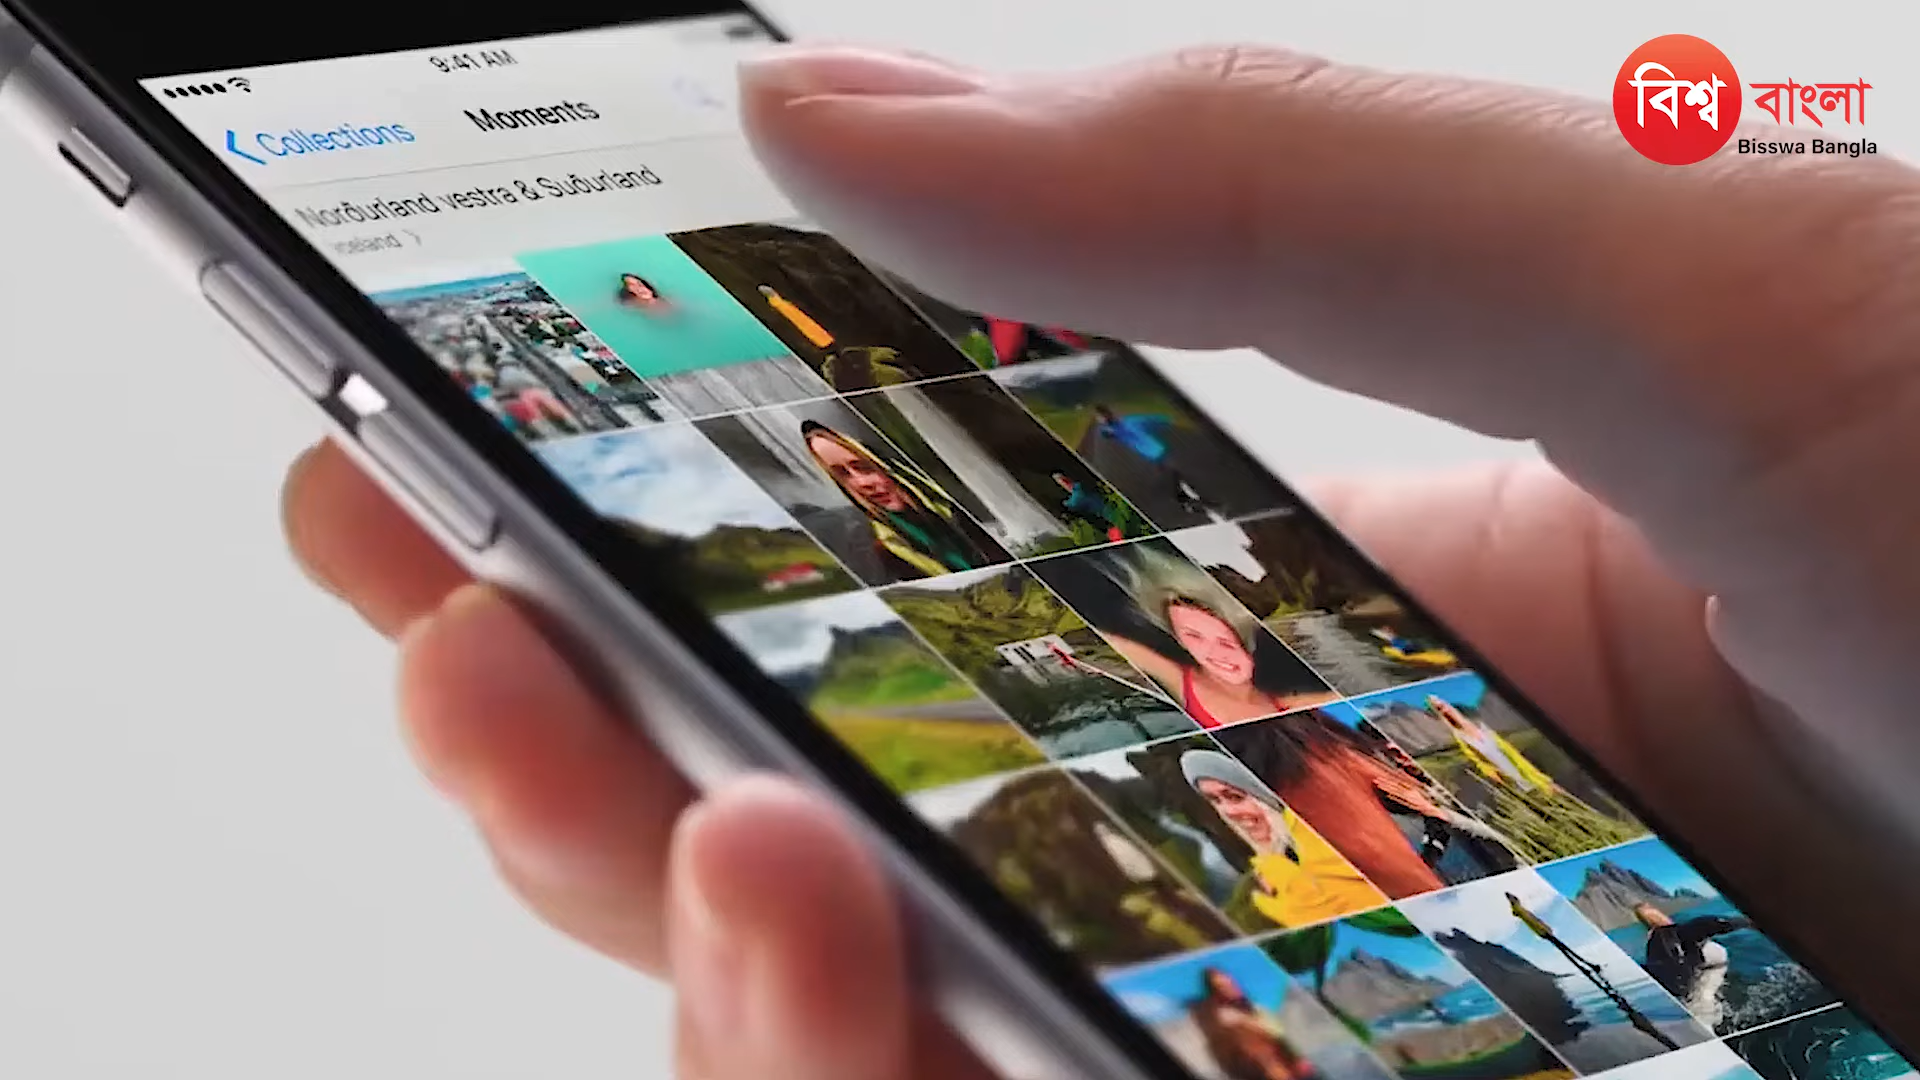 9:41 AM
Collections
Moments
Norðurland vestra & Suðurland
Iceland
বিশ্ব বাংলা
Bisswa Bangla